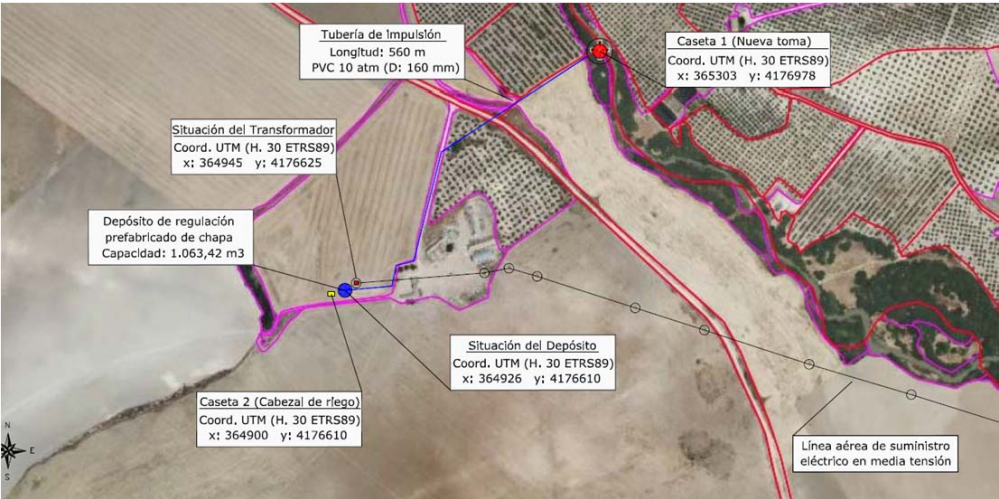 Tubería de impulsión
Longitud: 560 m
PVC 10 atm (D: 160 mm)
Caseta 1 (Nueva toma)
Coord. UTM (H. 30 ETRS89)
x: 365303 y: 4176978
Situación del Transformador
Coord. UTM (H. 30 ETRS89)
x: 364945 y: 4176625
Depósito de regulación
prefabricado de chapa
Capacidad: 1.063,42 m3
Situación del Depósito
Coord. UTM (H. 30 ETRS89)
x: 364926 y: 4176610
Caseta 2 (Cabezal de riego)
Coord. UTM (H. 30 ETRS89)
x: 364900 y: 4176610
Línea aérea de suministro
eléctrico en media tensión
N
E
S